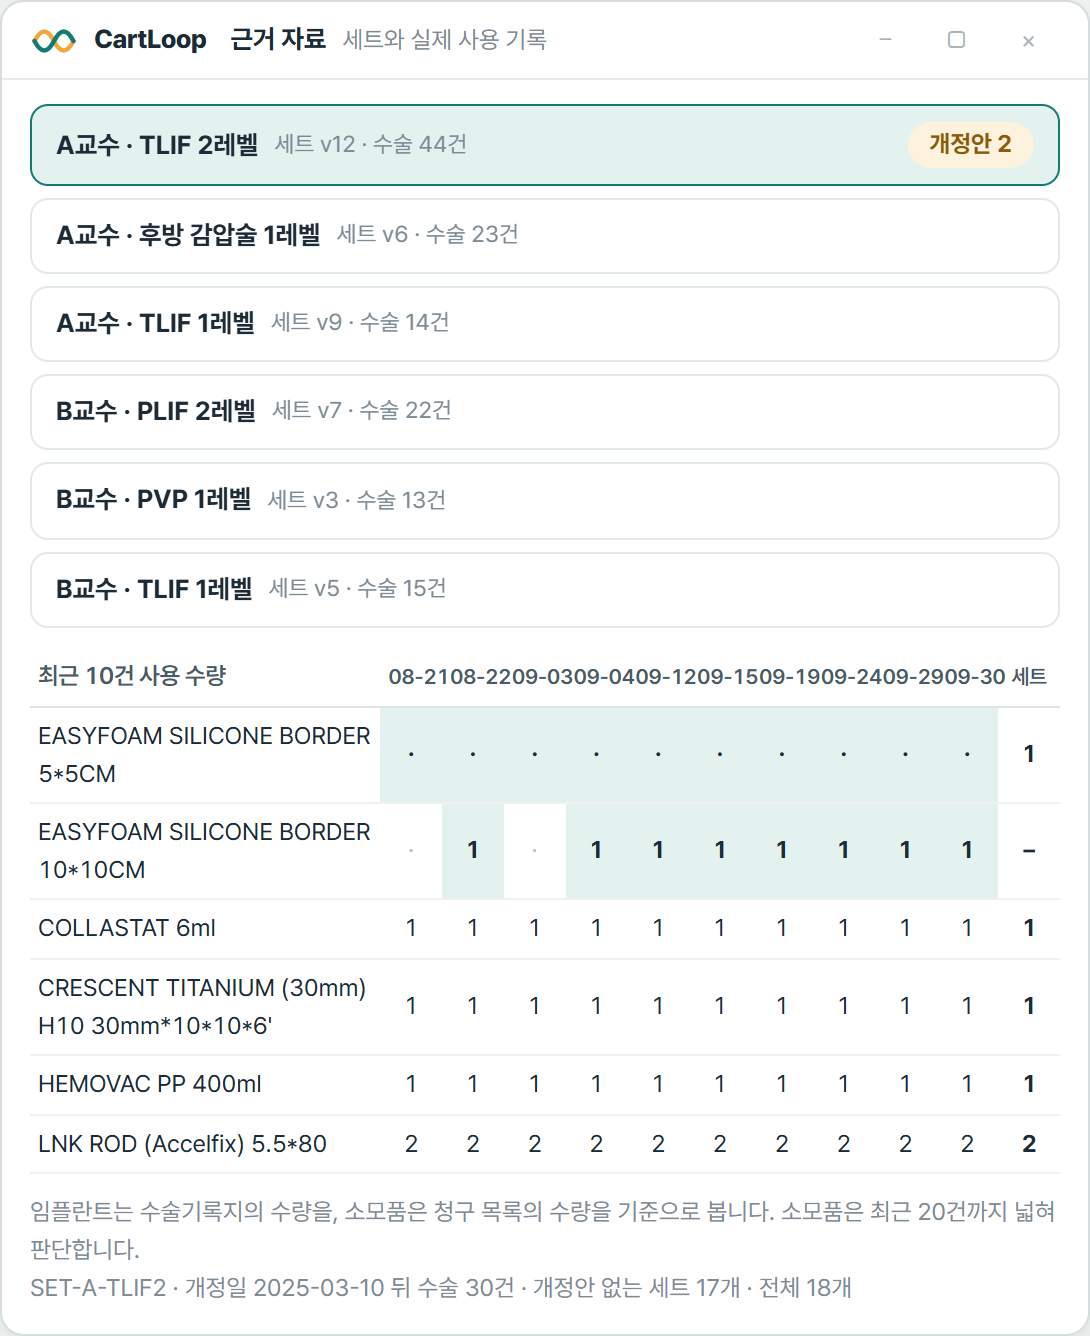 CartLoop 근거 자료 세트와 실제 사용 기록
A교수 · TLIF 2레벨 세트 v12 · 수술 44건 개정안 2
A교수 · 후방 감압술 1레벨 세트 v6 · 수술 23건
A교수 · TLIF 1레벨 세트 v9 · 수술 14건
B교수 · PLIF 2레벨 세트 v7 · 수술 22건
B교수 · PVP 1레벨 세트 v3 · 수술 13건
B교수 · TLIF 1레벨 세트 v5 · 수술 15건
최근 10건 사용 수량 08-21 08-22 09-03 09-04 09-12 09-15 09-19 09-24 09-29 09-30 세트
EASYFOAM SILICONE BORDER
5*5CM · · · · · · · · · · 1
EASYFOAM SILICONE BORDER
10*10CM · 1 · 1 1 1 1 1 1 1 –
COLLASTAT 6ml 1 1 1 1 1 1 1 1 1 1 1
CRESCENT TITANIUM (30mm)
H10 30mm*10*10*6' 1 1 1 1 1 1 1 1 1 1 1
HEMOVAC PP 400ml 1 1 1 1 1 1 1 1 1 1 1
LNK ROD (Accelfix) 5.5*80 2 2 2 2 2 2 2 2 2 2 2
임플란트는 수술기록지의 수량을, 소모품은 청구 목록의 수량을 기준으로 봅니다. 소모품은 최근 20건까지 넓혀
판단합니다.
SET-A-TLIF2 · 개정일 2025-03-10 뒤 수술 30건 · 개정안 없는 세트 17개 · 전체 18개